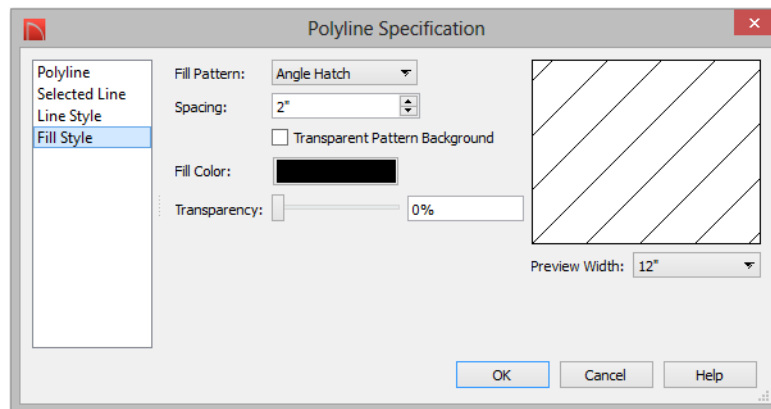 Polyline Specification
Polyline
Selected Line
Line Style
Fill Style
Fill Pattern: Angle Hatch
Spacing: 2"
Transparent Pattern Background
Fill Color:
Transparency: 0%
Preview Width: 12"
OK Cancel Help